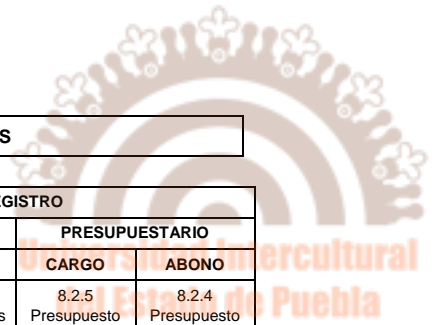 S
GISTRO
PRESUPUESTARIO
CARGO
ABONO
8.2.5
8.2.4
s
Presupuesto
Presupuesto
Universidad Intercultural
del Estado de Puebla